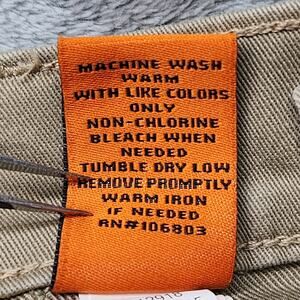 MACHINE WASH
WARM
WITH LIKE COLORS
ONLY
NON-CHLORINE
BLEACH WHEN
NEEDED
TUMBLE DRY LOW
REMOVE PROMPTLY
WARM IRON
IF NEEDED
RN#106803